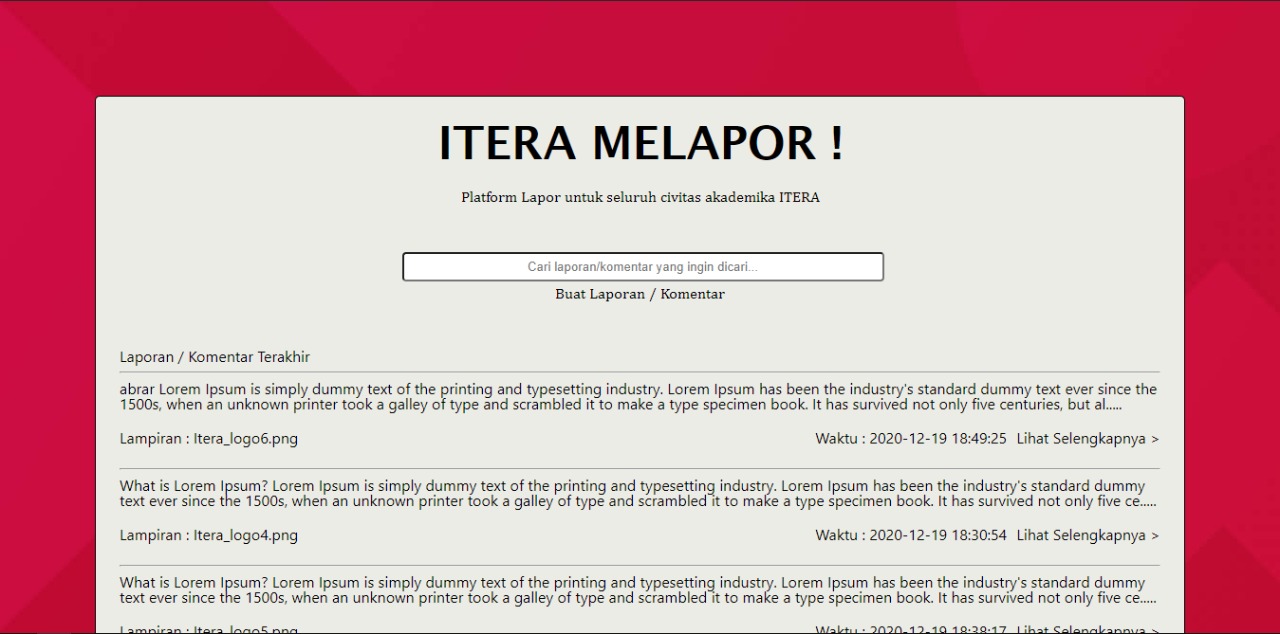 ITERA MELAPOR !
Platform Lapor untuk seluruh civitas akademika ITERA
Cari laporan/komentar yang ingin dicari...
Buat Laporan / Komentar
Laporan / Komentar Terakhir
abrar Lorem Ipsum is simply dummy text of the printing and typesetting industry. Lorem Ipsum has been the industry's standard dummy text ever since the
1500s, when an unknown printer took a galley of type and scrambled it to make a type specimen book. It has survived not only five centuries, but al.....
Lampiran : Itera_logo6.png Waktu : 2020-12-19 18:49:25 Lihat Selengkapnya >
What is Lorem Ipsum? Lorem Ipsum is simply dummy text of the printing and typesetting industry. Lorem Ipsum has been the industry's standard dummy
text ever since the 1500s, when an unknown printer took a galley of type and scrambled it to make a type specimen book. It has survived not only five ce.....
Lampiran : Itera_logo4.png Waktu : 2020-12-19 18:30:54 Lihat Selengkapnya >
What is Lorem Ipsum? Lorem Ipsum is simply dummy text of the printing and typesetting industry. Lorem Ipsum has been the industry's standard dummy
text ever since the 1500s, when an unknown printer took a galley of type and scrambled it to make a type specimen book. It has survived not only five ce.....
Lampiran : Itera_logo5.png Waktu : 2020-12-19 18:38:17 Lihat Selengkapnya >